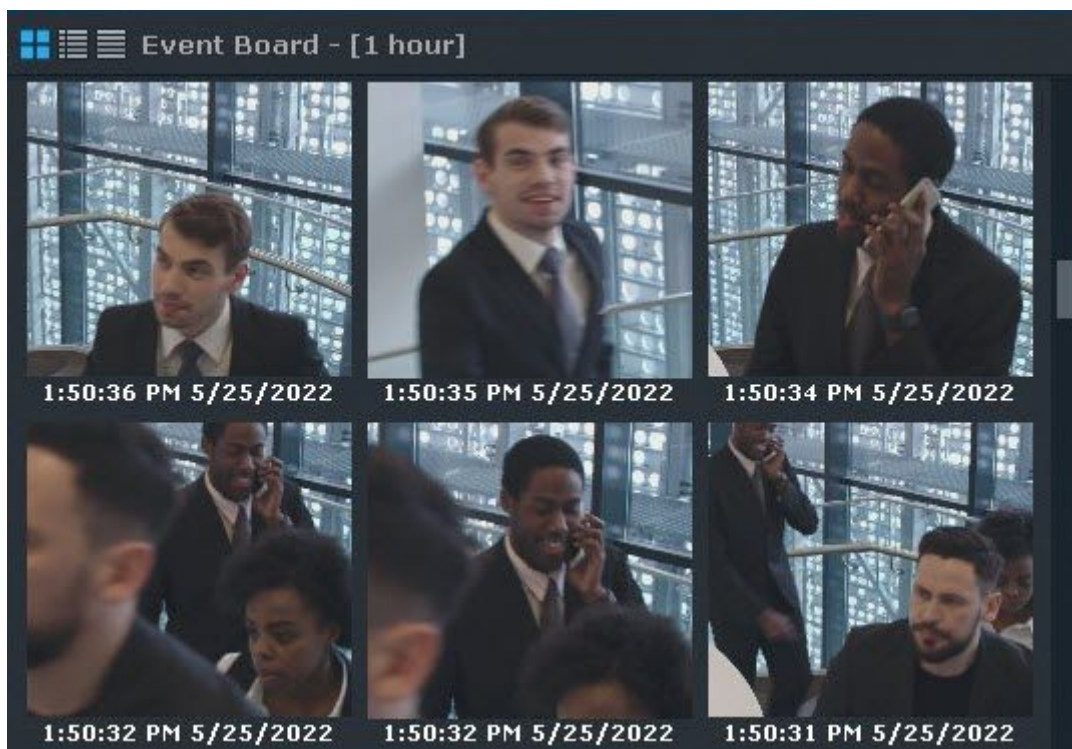 Event Board - [1 hour]
1:50:36 PM 5/25/2022
1:50:35 PM 5/25/2022
1:50:34 PM 5/25/2022
1:50:32 PM 5/25/2022
1:50:32 PM 5/25/2022
1:50:31 PM 5/25/2022